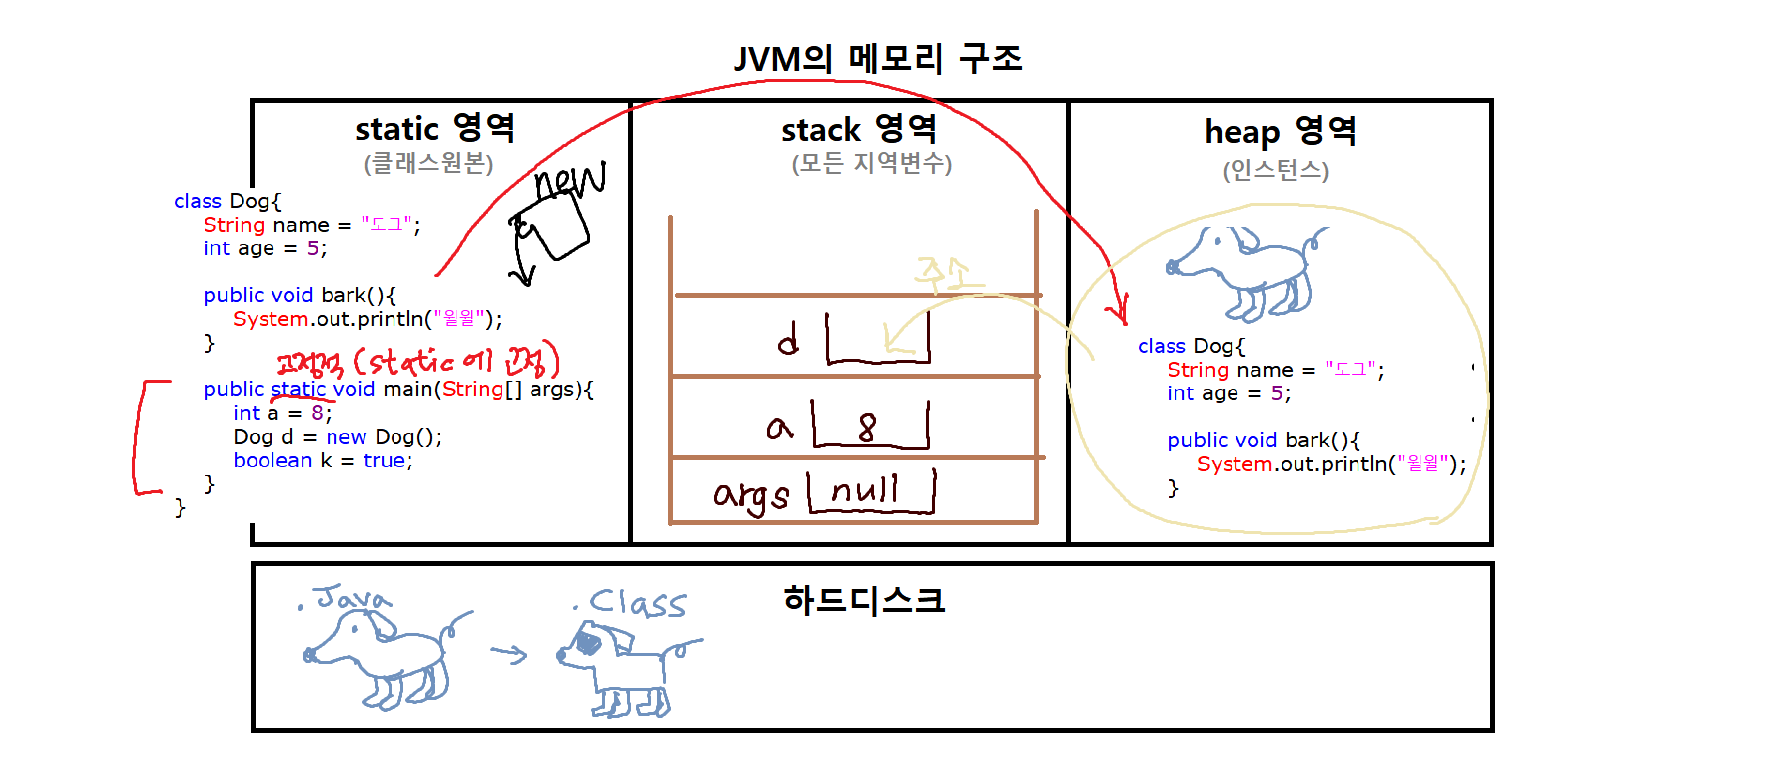 JVM의 메모리 구조
static 영역
(클래스원본)
new
class Dog{
String name = "도그";
int age = 5;
public void bark(){
System.out.println("월월");
}
고정적 (static에 고정)
public static void main(String[] args){
int a = 8;
Dog d = new Dog();
boolean k = true;
}
}
stack 영역
(모든 지역변수)
주소
d
a 8
args null
heap 영역
(인스턴스)
class Dog{
String name = "도그";
int age = 5;
public void bark(){
System.out.println("월월");
}
하드디스크
.Java
.Class